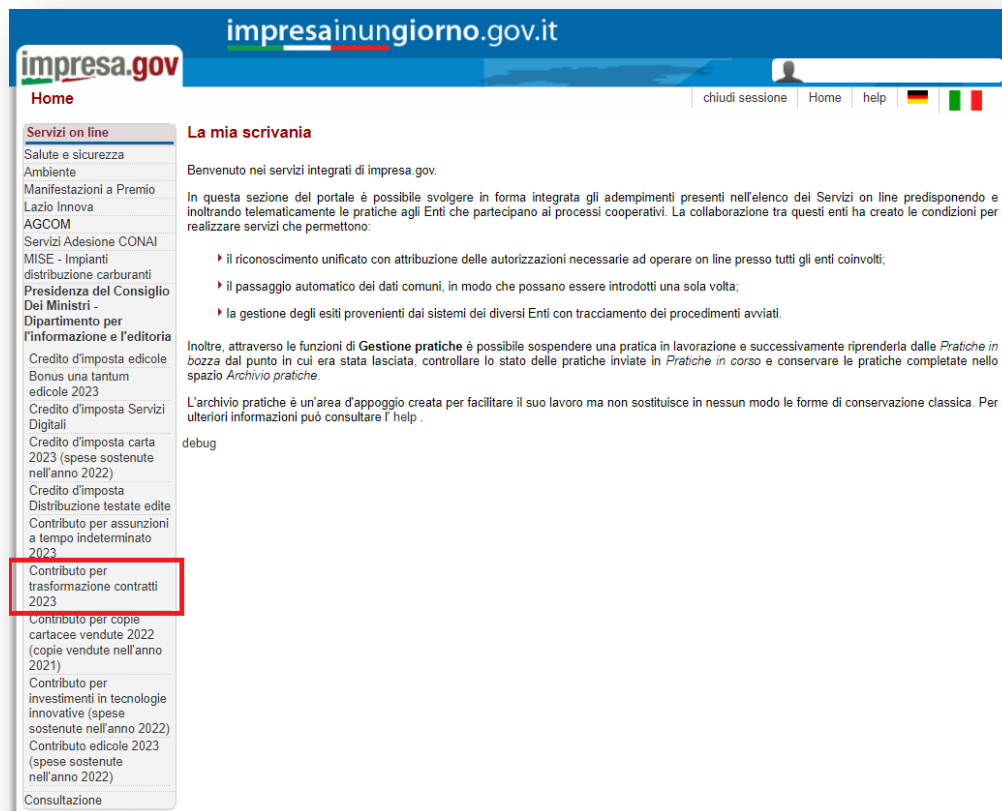 impresainungiorno.gov.it
impresa.gov
Home
chiudi sessione
Home
help
Servizi on line
Salute e sicurezza
Ambiente
Manifestazioni a Premio
Lazio Innova
AGCOM
Servizi Adesione CONAI
MISE - Impianti
distribuzione carburanti
Presidenza del Consiglio
Dei Ministri -
Dipartimento per
l'informazione e l'editoria
Credito d'imposta edicole
Bonus una tantum
edicole 2023
Credito d'imposta Servizi
Digitali
Credito d'imposta carta
2023 (spese sostenute
nell'anno 2022)
Credito d'imposta
Distribuzione testate edite
Contributo per assunzioni
a tempo indeterminato
2023
Contributo per
trasformazione contratti
2023
Contributo per copie
cartacee vendute 2022
(copie vendute nell'anno
2021)
Contributo per
investimenti in tecnologie
innovative (spese
sostenute nell'anno 2022)
Contributo edicole 2023
(spese sostenute
nell'anno 2022)
Consultazione
La mia scrivania
Benvenuto nei servizi integrati di impresa.gov.
In questa sezione del portale è possibile svolgere in forma integrata gli adempimenti presenti nell'elenco dei Servizi on line predisponendo e
inoltrando telematicamente le pratiche agli Enti che partecipano ai processi cooperativi. La collaborazione tra questi enti ha creato le condizioni per
realizzare servizi che permettono:
il riconoscimento unificato con attribuzione delle autorizzazioni necessarie ad operare on line presso tutti gli enti coinvolti;
il passaggio automatico dei dati comuni, in modo che possano essere introdotti una sola volta;
la gestione degli esiti provenienti dai sistemi dei diversi Enti con tracciamento dei procedimenti avviati.
Inoltre, attraverso le funzioni di Gestione pratiche è possibile sospendere una pratica in lavorazione e successivamente riprenderla dalle Pratiche in
bozza dal punto in cui era stata lasciata, controllare lo stato delle pratiche inviate in Pratiche in corso e conservare le pratiche completate nello
spazio Archivio pratiche.
L'archivio pratiche è un'area d'appoggio creata per facilitare il suo lavoro ma non sostituisce in nessun modo le forme di conservazione classica. Per
ulteriori informazioni può consultare l' help .
debug